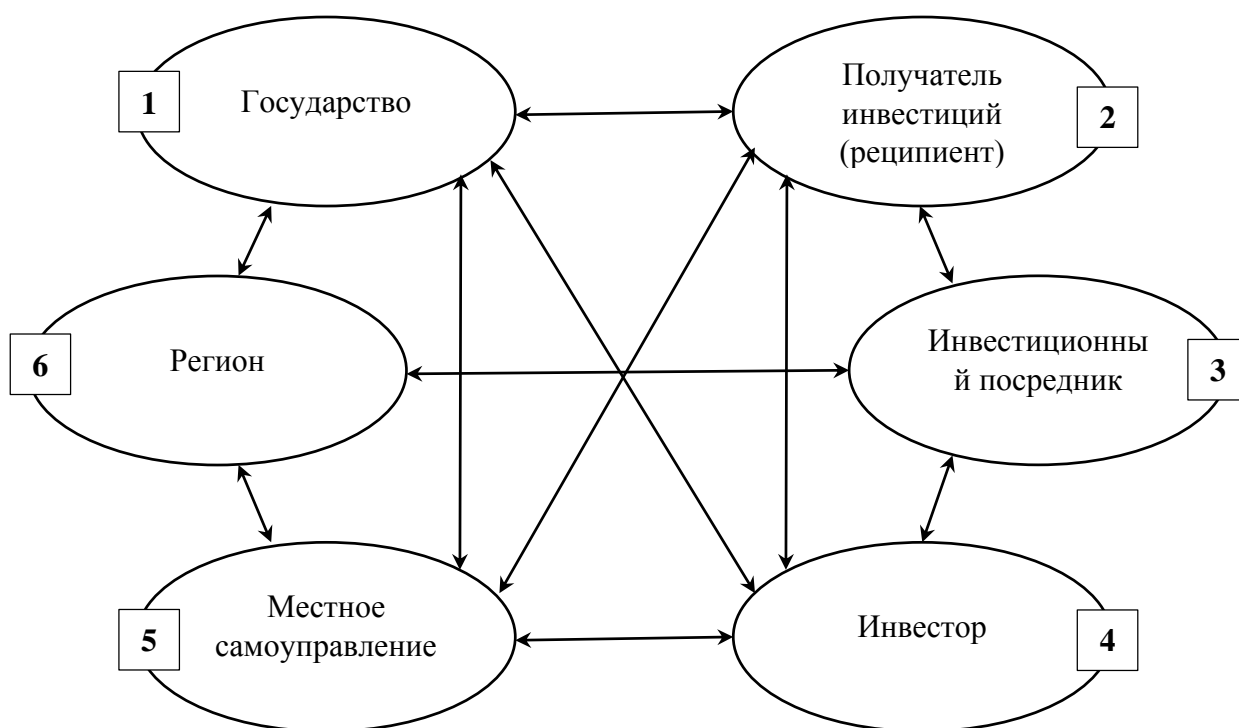 1
Государство
Получатель
инвестиций
(реципиент)
2
6
Регион
Инвестиционны
й посредник
3
5
Местное
самоуправление
Инвестор
4